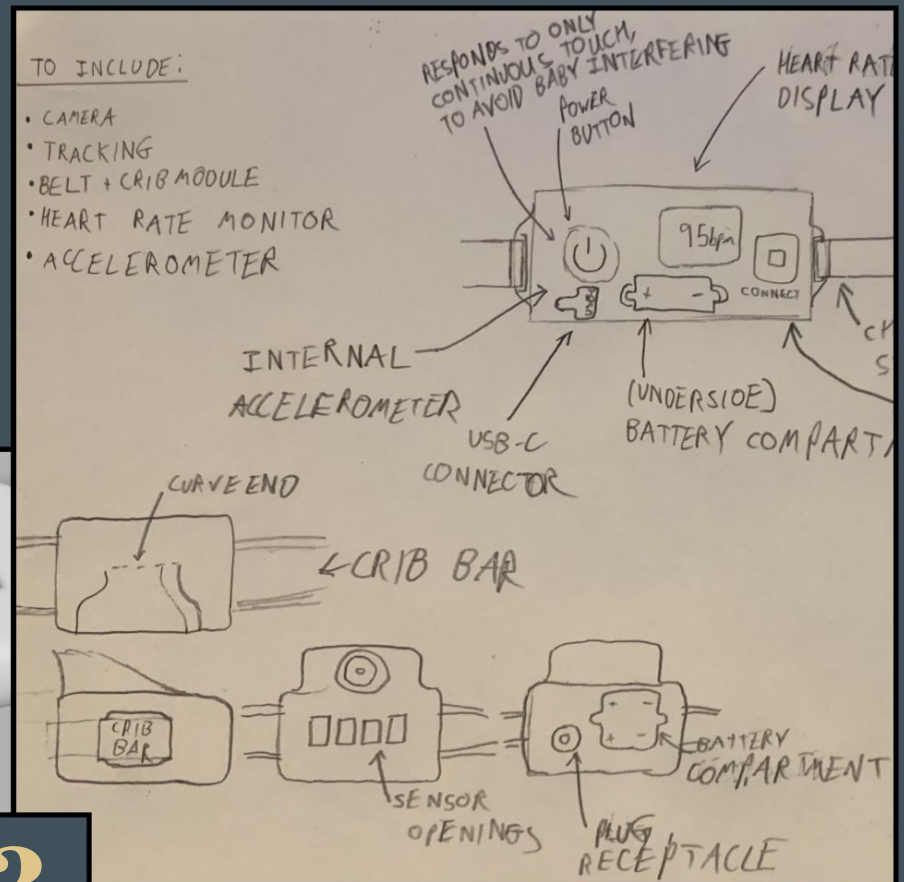 TO INCLUDE:
• CAMERA
• TRACKING
• BELT + CRIB MODULE
• HEART RATE MONITOR
• ACCELEROMETER
RESPONDS TO ONLY
CONTINUOUS TOUCH,
TO AVOID BABY INTERFERING
POWER
BUTTON
HEART RATE
DISPLAY
95bpm
+ -
CONNECT
INTERNAL
ACCELEROMETER
USB-C
CONNECTOR
(UNDERSIDE)
BATTERY COMPART
CURVE END
CRIB BAR
CRIB
BAR
SENSOR
OPENINGS
+ -
+ -
BATTERY
COMPARTMENT
PLUG
RECEPTACLE
?